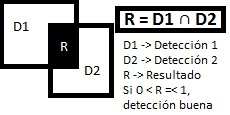 D1
R
D2
R = D1 ∩ D2
D1 -> Detección 1
D2 -> Detección 2
R -> Resultado
Si 0 < R =< 1,
detección buena